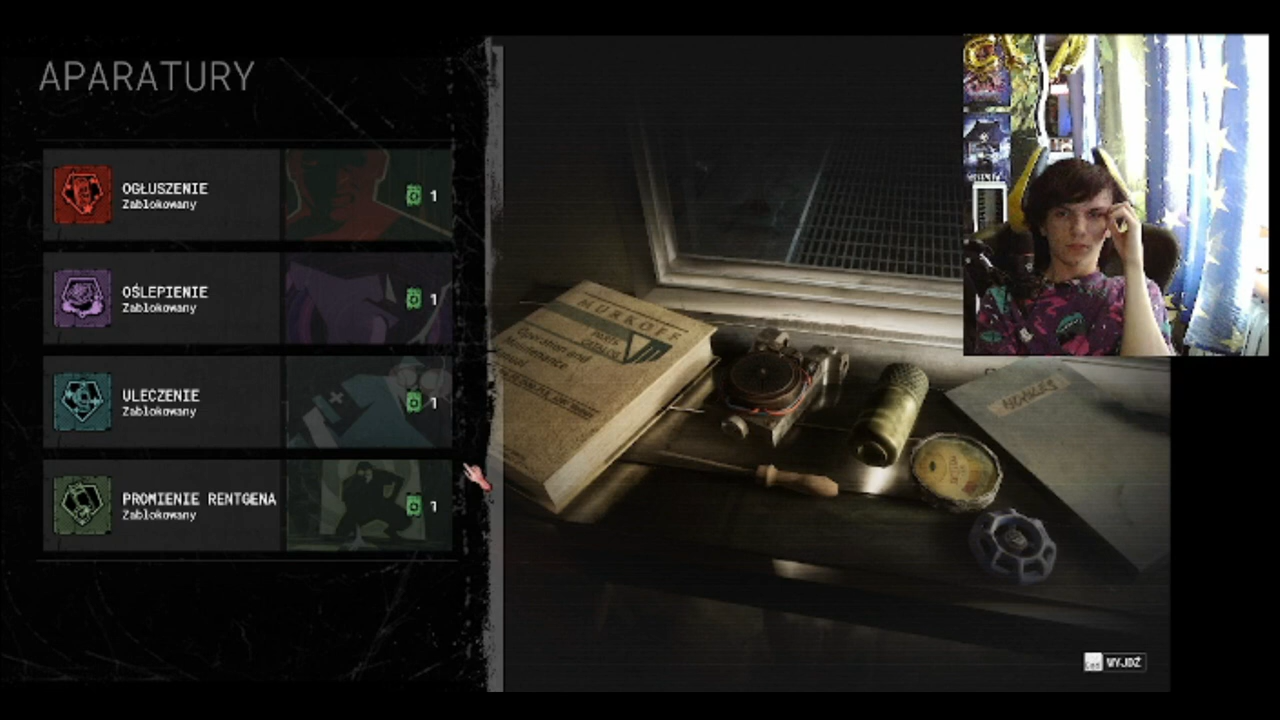 APARATURY
OGŁUSZENIE
Zablokowany
1
OŚLEPIENIE
Zablokowany
1
ULECZENIE
Zablokowany
1
PROMIENIE RENTGENA
Zablokowany
1
MURKOFF
Operation and
Maintenance
WYJDŹ